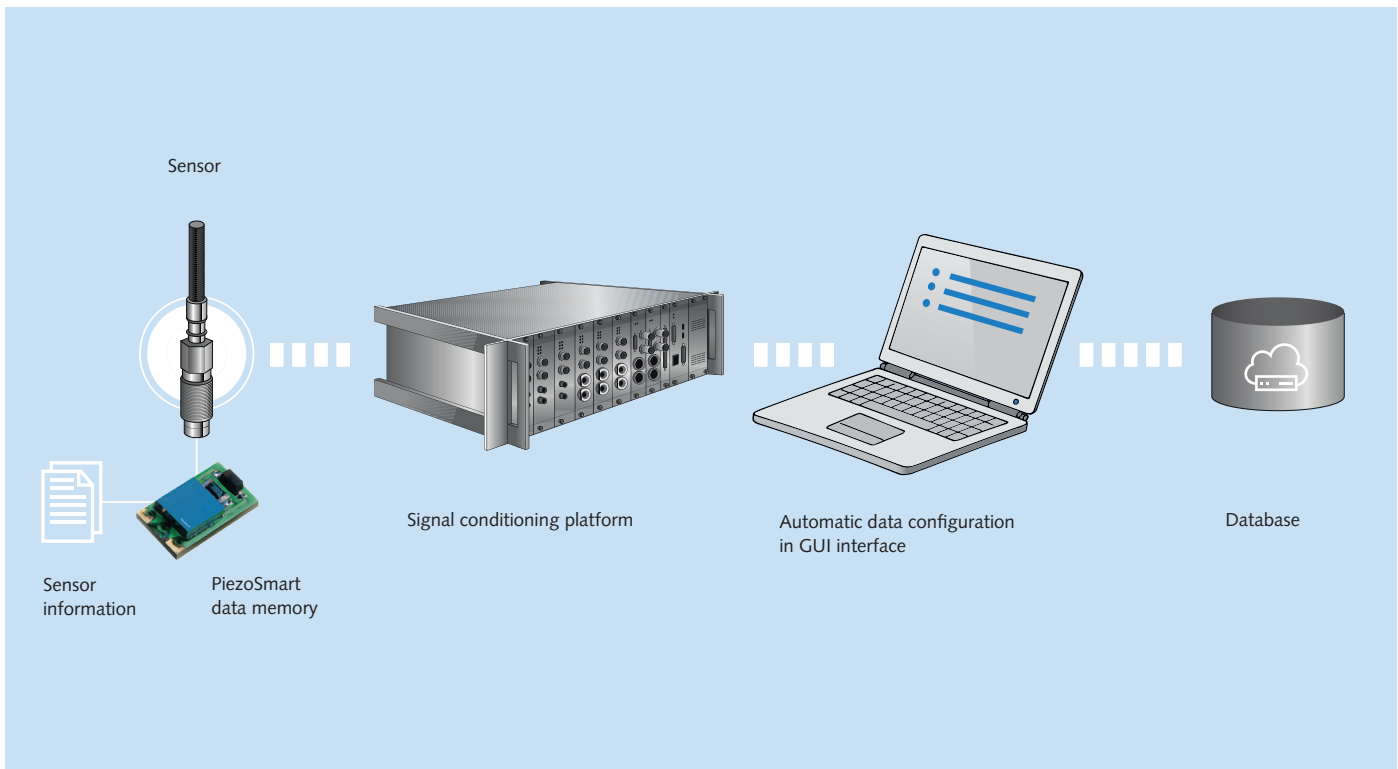 Sensor
Signal conditioning platform
Automatic data configuration
in GUI interface
Database
Sensor
information
PiezoSmart
data memory